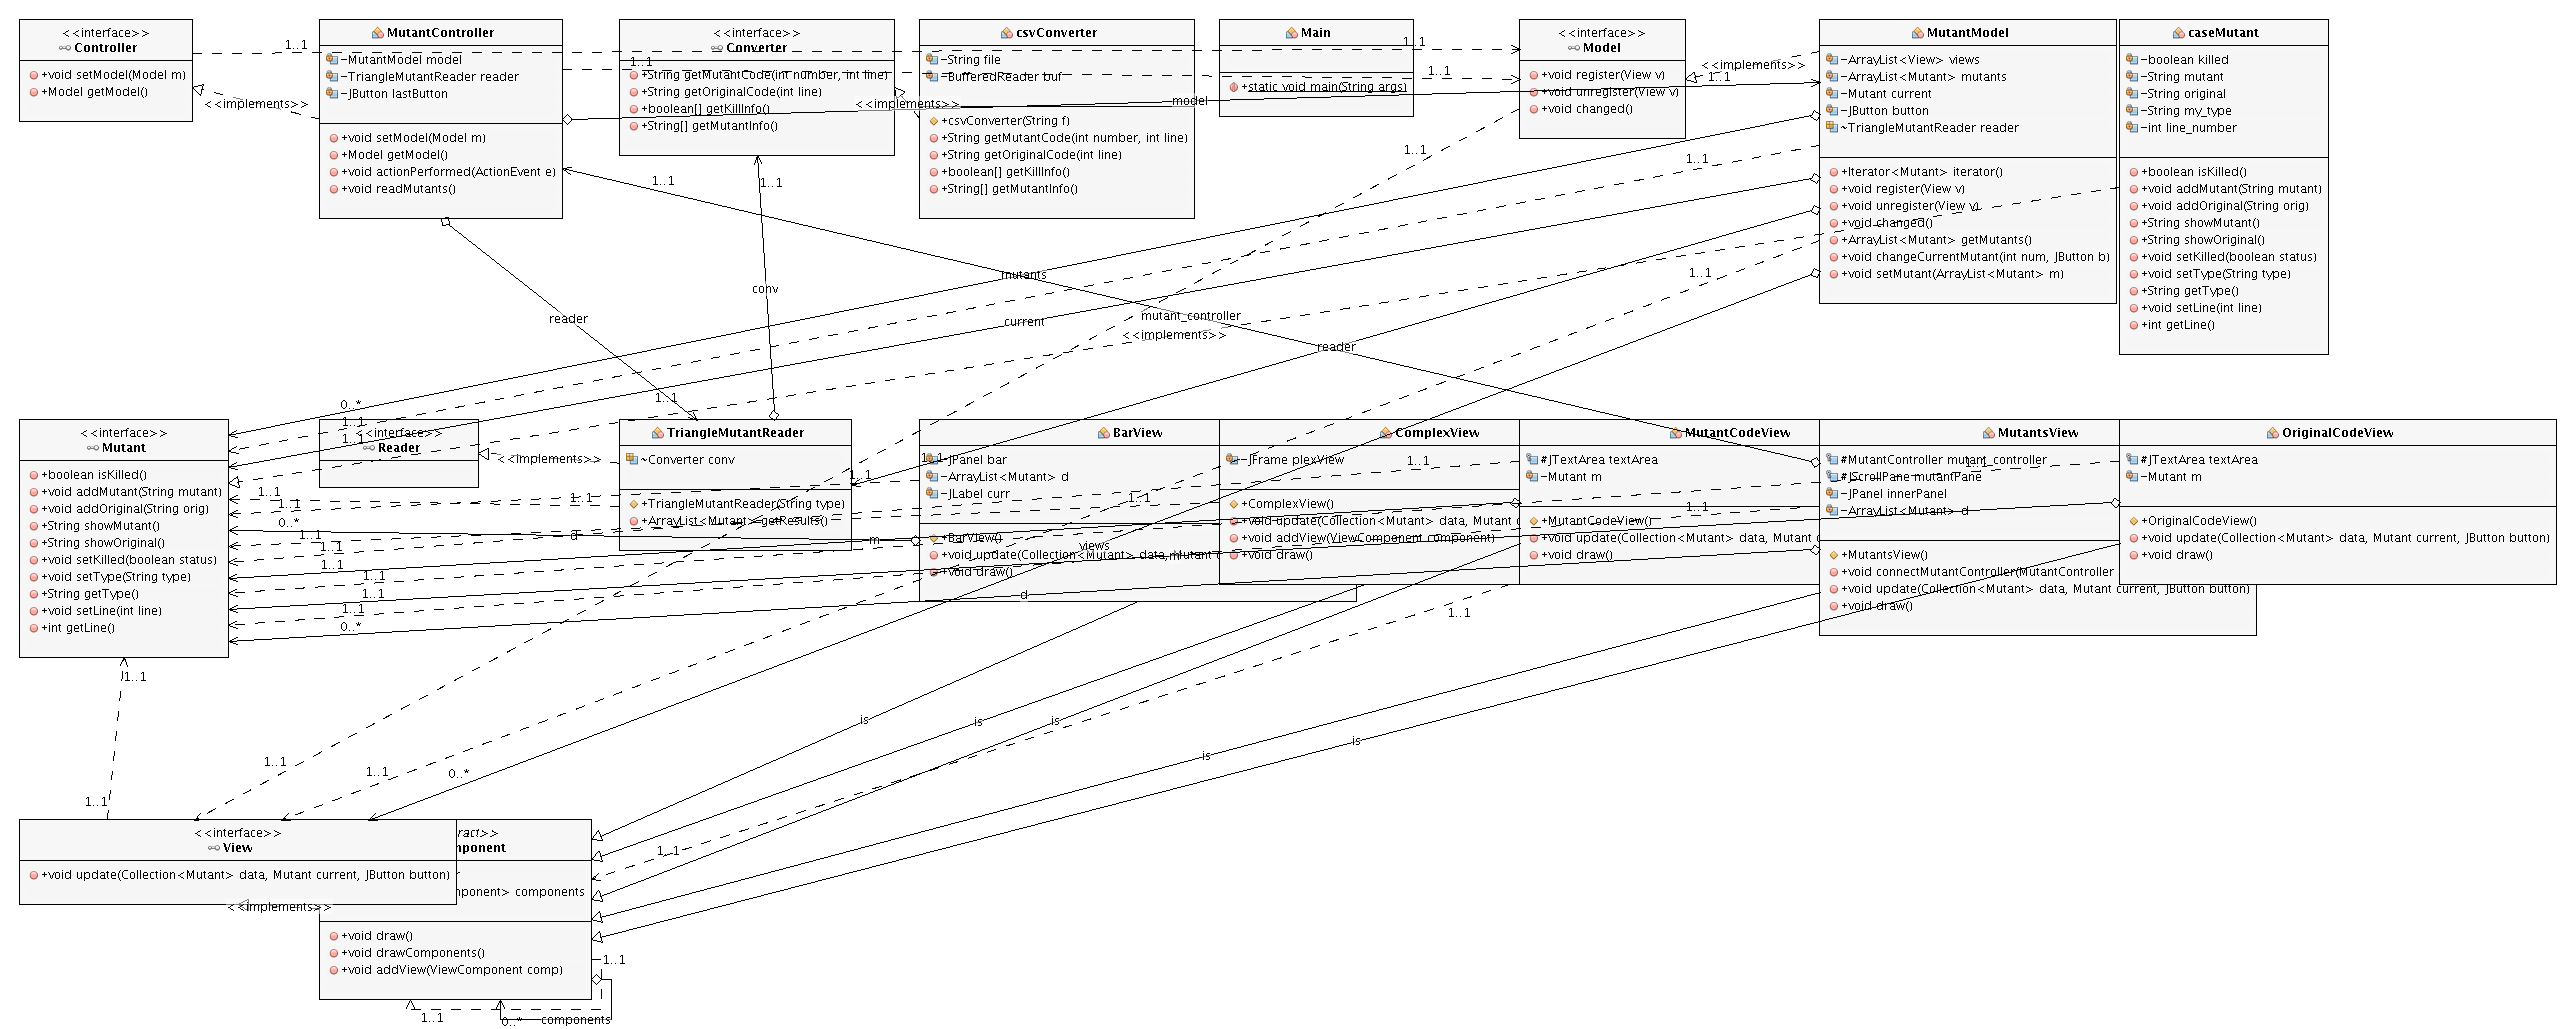 <<interface>>
Controller
+void setModel(Model m)
+Model getModel()
MutantController
-MutantModel model
-TriangleMutantReader reader
-JButton lastButton
+void setModel(Model m)
+Model getModel()
+void actionPerformed(ActionEvent e)
+void readMutants()
<<interface>>
Converter
+String getMutantCode(int number, int line)
+String getOriginalCode(int line)
+boolean[] getKillInfo()
+String[] getMutantInfo()
csvConverter
-String file
-BufferedReader buf
+csvConverter(String f)
+String getMutantCode(int number, int line)
+String getOriginalCode(int line)
+boolean[] getKillInfo()
+String[] getMutantInfo()
Main
+static void main(String args)
<<interface>>
Model
+void register(View v)
+void unregister(View v)
+void changed()
MutantModel
-ArrayList<View> views
-ArrayList<Mutant> mutants
-Mutant current
-JButton button
~TriangleMutantReader reader
+Iterator<Mutant> iterator()
+void register(View v)
+void unregister(View v)
+void changed()
+ArrayList<Mutant> getMutants()
+void changeCurrentMutant(int num, JButton b)
+void setMutant(ArrayList<Mutant> m)
caseMutant
-boolean killed
-String mutant
-String original
-String my_type
-int line_number
+boolean isKilled()
+void addMutant(String mutant)
+void addOriginal(String orig)
+String showMutant()
+String showOriginal()
+void setKilled(boolean status)
+void setType(String type)
+String getType()
+void setLine(int line)
+int getLine()
1..1
1..1
1..1
1..1
<<implements>>
<<implements>>
<<implements>>
1..1
model
1..1
1..1
1..1
1..1
1..1
1..1
mutants
conv
reader
current
mutant_controller
<<implements>>
reader
0..*
1..1
1..1
1..1
<<interface>>
Mutant
+boolean isKilled()
+void addMutant(String mutant)
+void addOriginal(String orig)
+String showMutant()
+String showOriginal()
+void setKilled(boolean status)
+void setType(String type)
+String getType()
+void setLine(int line)
+int getLine()
<<interface>>
Reader
<<implements>>
TriangleMutantReader
~Converter conv
+TriangleMutantReader(String type)
+ArrayList<Mutant> getResults()
BarView
-JPanel bar
-ArrayList<Mutant> d
-JLabel curr
+BarView()
+void update(Collection<Mutant> data, Mutant
+void draw()
ComplexView
-JFrame plexView
+ComplexView()
+void update(Collection<Mutant> data, Mutant c
+void addView(ViewComponent component)
+void draw()
MutantCodeView
#JTextArea textArea
-Mutant m
+MutantCodeView()
+void update(Collection<Mutant> data, Mutant c
+void draw()
MutantsView
#MutantController mutant_controller
#JScrollPane mutantPane
-JPanel innerPanel
-ArrayList<Mutant> d
+MutantsView()
+void connectMutantController(MutantController
+void update(Collection<Mutant> data, Mutant current, JButton button)
+void draw()
OriginalCodeView
#JTextArea textArea
-Mutant m
+OriginalCodeView()
+void update(Collection<Mutant> data, Mutant current, JButton button)
+void draw()
1..1
1..1
1..1
1..1
1..1
1..1
1..1
1..1
1..1
0..*
1..1
d
m
m
views
1..1
1..1
1..1
1..1
1..1
0..*
d
1..1
1..1
is
is
is
is
is
1..1
1..1
0..*
1..1
1..1
<<interface>>
View
+void update(Collection<Mutant> data, Mutant current, JButton button)
<<implements>>
ract>>
mponent
mponent> components
+void draw()
+void drawComponents()
+void addView(ViewComponent comp)
1..1
1..1
0..*
components